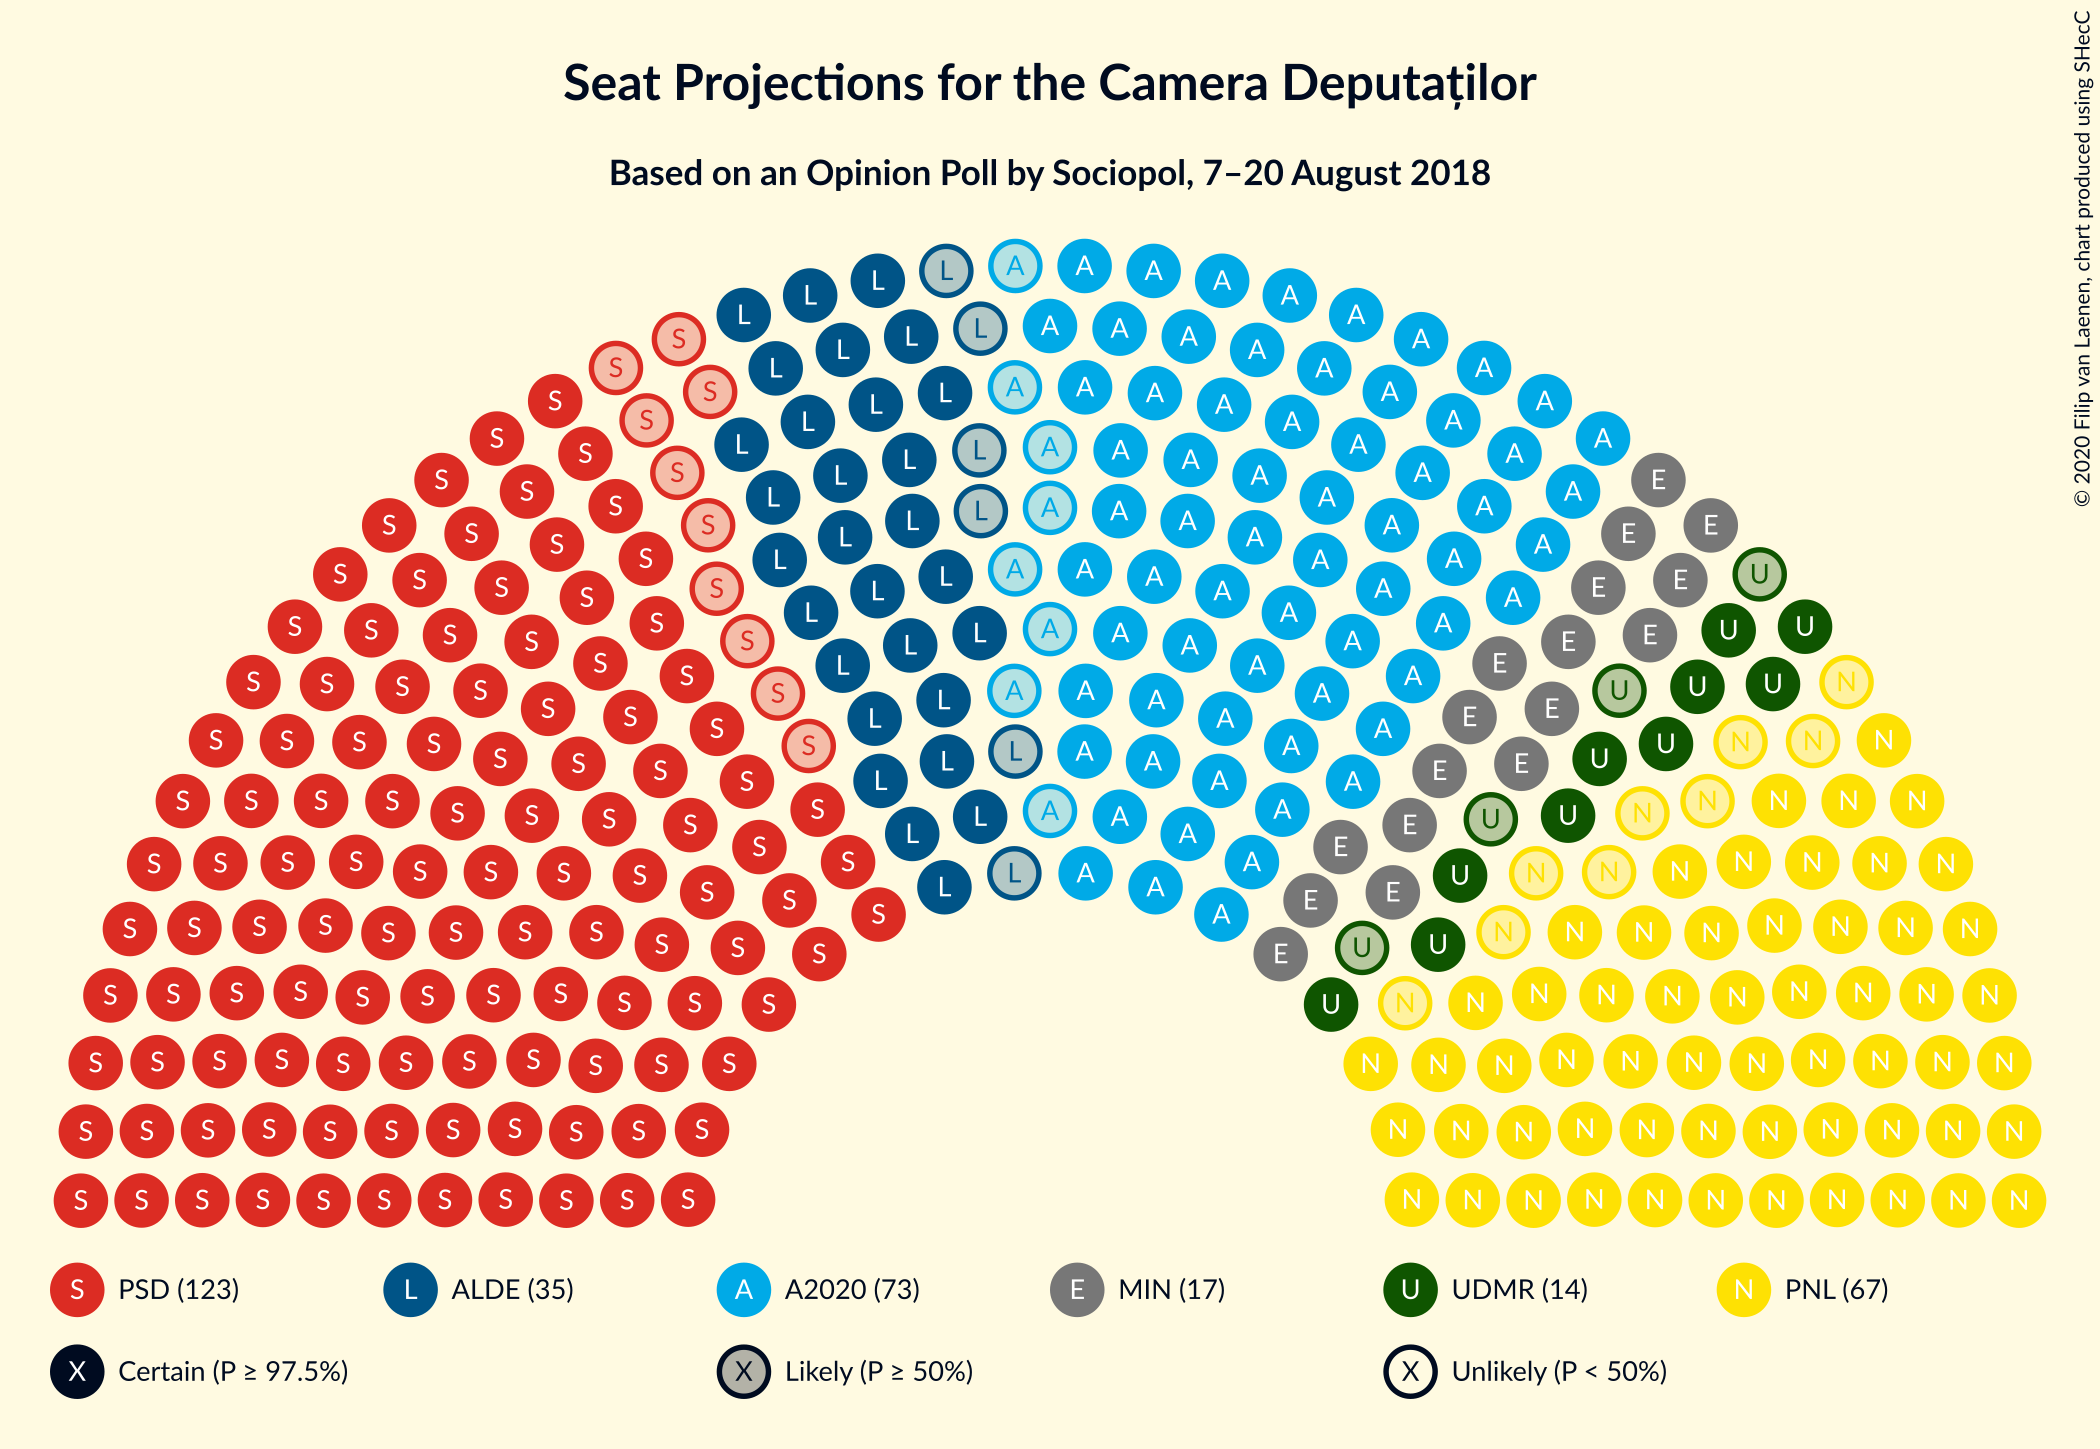 Seat Projections for the Camera Deputaților
Based on an Opinion Poll by Sociopol, 7–20 August 2018
© 2020 Filip van Laenen, chart produced using SHecC
S PSD (123) L ALDE (35) A A2020 (73) E MIN (17) U UDMR (14) N PNL (67)
X Certain (P ≥ 97.5%) X Likely (P ≥ 50%) X Unlikely (P < 50%)